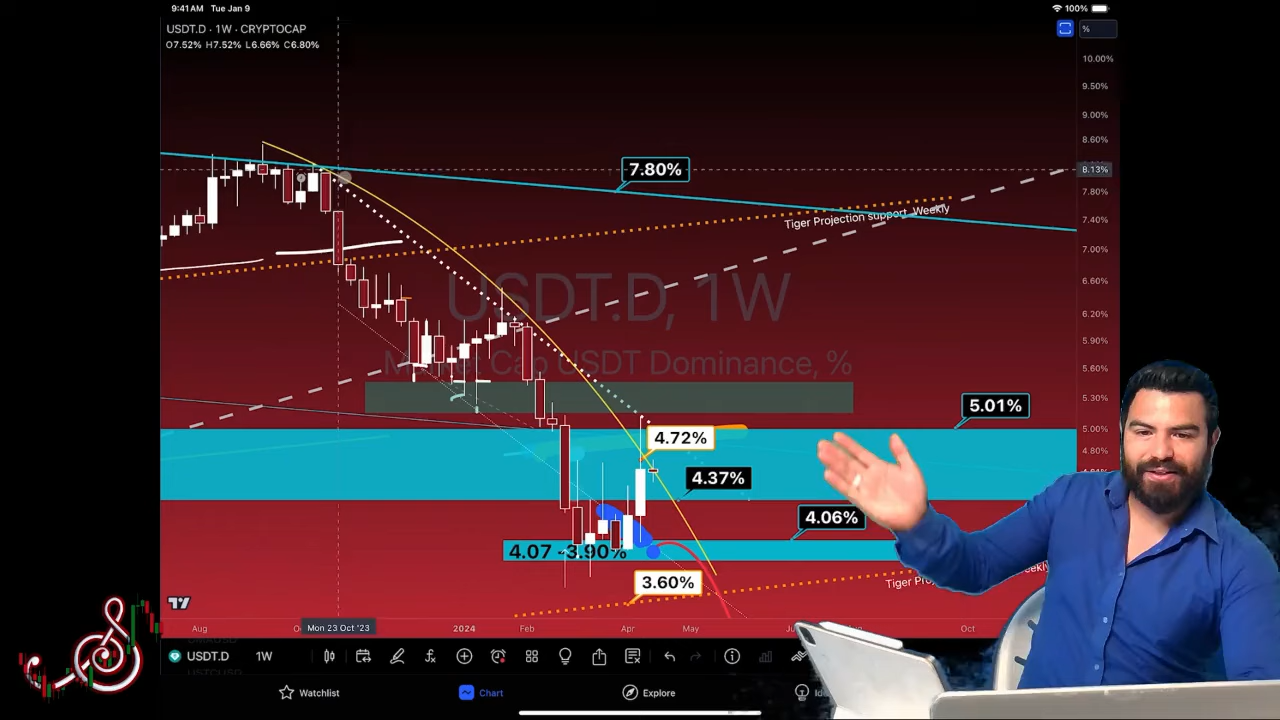 9:41 AM Tue Jan 9
100%
USDT.D · 1W · CRYPTOCAP
O7.52% H7.52% L6.66% C6.80%
%
10.00%
9.50%
9.00%
8.60%
8.13%
7.80%
7.80%
7.40%
Tiger Projection support Weekly
7.00%
6.60%
USDT.D, 1W
6.20%
5.90%
Market Cap USDT Dominance, %
5.60%
5.30%
5.01%
5.00%
4.72%
4.80%
4.37%
4.06%
4.07 -3.90%
3.60%
Aug
Mon 23 Oct '23
2024
Feb
Apr
May
Oct
USDT.D 1W
Watchlist
Chart
Explore